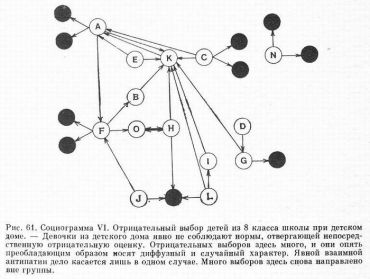 A
E
K
C
N
B
F
O
H
D
G
I
J
L
Рис. 61. Социограмма VI. Отрицательный выбор детей из 8 класса школы при детском
доме. — Девочки из детского дома явно не соблюдают нормы, отвергающей непосред-
ственную отрицательную оценку. Отрицательных выборов здесь много, и они опять
преобладающим образом носят диффузный и случайный характер. Явной взаимной
антипатии дело касается лишь в одном случае. Много выборов здесь снова направлено
вне группы.